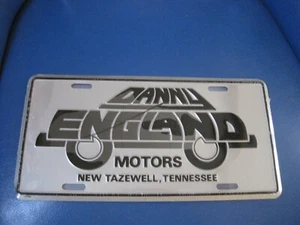 DANNY
ENGLAND
MOTORS
NEW TAZEWELL, TENNESSEE